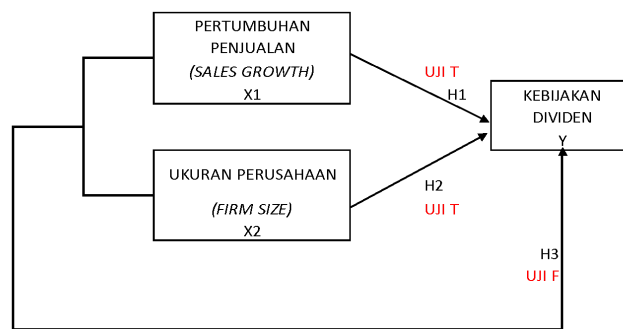 PERTUMBUHAN
PENJUALAN
(SALES GROWTH)
X1
UJI T
H1
KEBIJAKAN
DIVIDEN
Y
UKURAN PERUSAHAAN
(FIRM SIZE)
X2
H2
UJI T
H3
UJI F